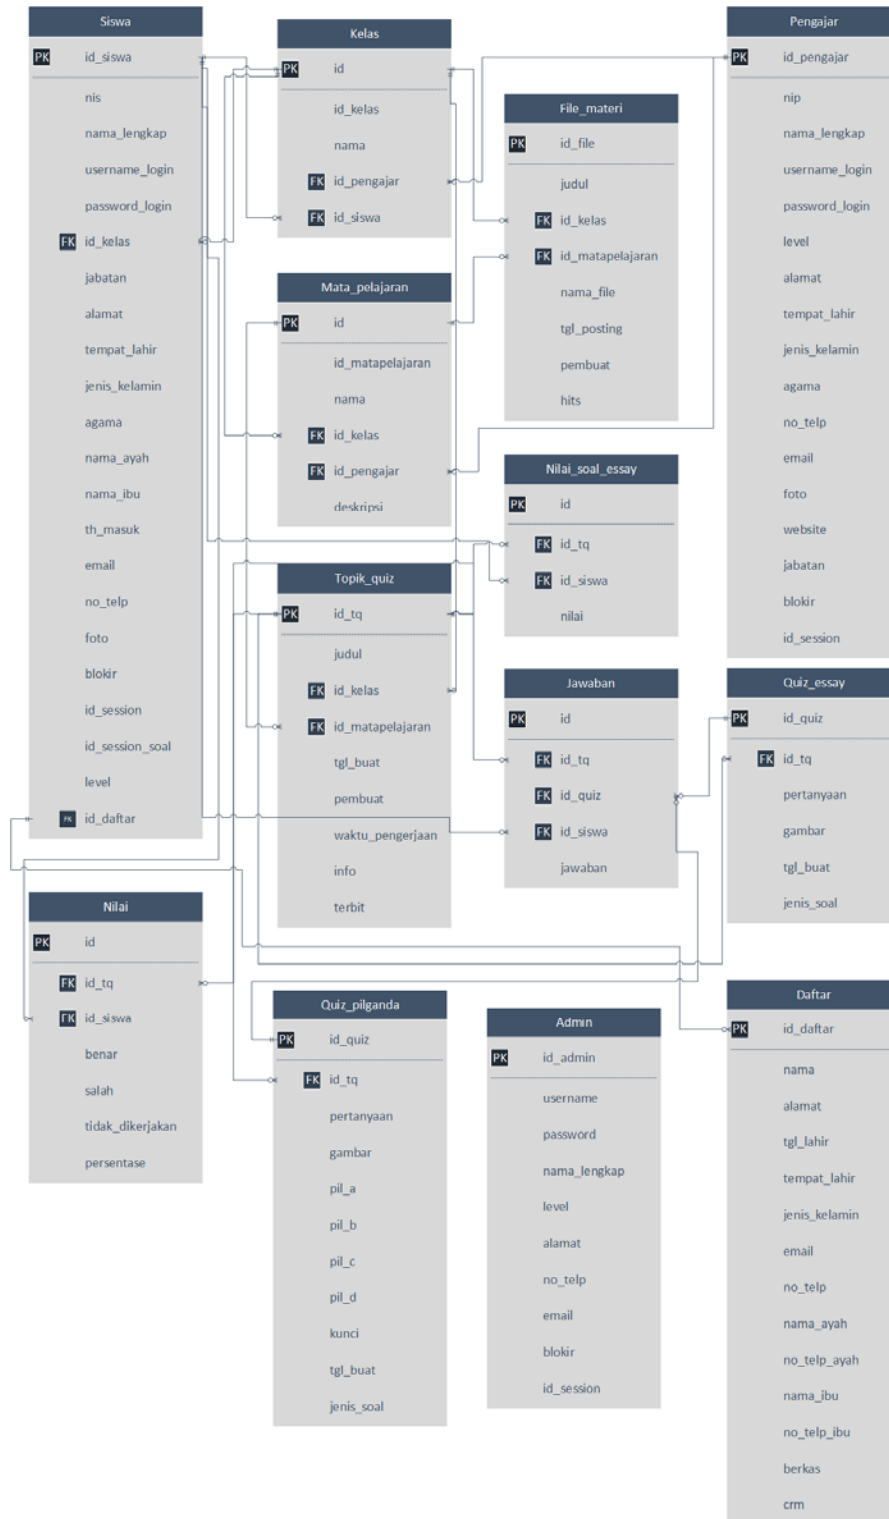 Siswa
PK id_siswa
nis
nama_lengkap
username_login
password_login
FK id_kelas
jabatan
alamat
tempat_lahir
jenis_kelamin
agama
nama_ayah
nama_ibu
th_masuk
email
no_telp
foto
blokir
id_session
id_session_soal
level
FK id_daftar
Kelas
PK id
id_kelas
nama
FK id_pengajar
FK id_siswa
File_materi
PK id_file
judul
FK id_kelas
FK id_matapelajaran
nama_file
tgl_posting
pembuat
hits
Pengajar
PK id_pengajar
nip
nama_lengkap
username_login
password_login
level
alamat
tempat_lahir
jenis_kelamin
agama
no_telp
email
foto
website
jabatan
blokir
id_session
Mata_pelajaran
PK id
id_matapelajaran
nama
FK id_kelas
FK id_pengajar
deskripsi
Nilai_soal_essay
PK id
FK id_tq
FK id_siswa
nilai
Topik_quiz
PK id_tq
judul
FK id_kelas
FK id_matapelajaran
tgl_buat
pembuat
waktu_pengerjaan
info
terbit
Jawaban
PK id
FK id_tq
FK id_quiz
FK id_siswa
jawaban
Quiz_essay
PK id_quiz
FK id_tq
pertanyaan
gambar
tgl_buat
jenis_soal
Nilai
PK id
FK id_tq
FK id_siswa
benar
salah
tidak_dikerjakan
persentase
Quiz_pilganda
PK id_quiz
FK id_tq
pertanyaan
gambar
pil_a
pil_b
pil_c
pil_d
kunci
tgl_buat
jenis_soal
Admin
PK id_admin
username
password
nama_lengkap
level
alamat
no_telp
email
blokir
id_session
Daftar
PK id_daftar
nama
alamat
tgl_lahir
tempat_lahir
jenis_kelamin
email
no_telp
nama_ayah
no_telp_ayah
nama_ibu
no_telp_ibu
berkas
crm